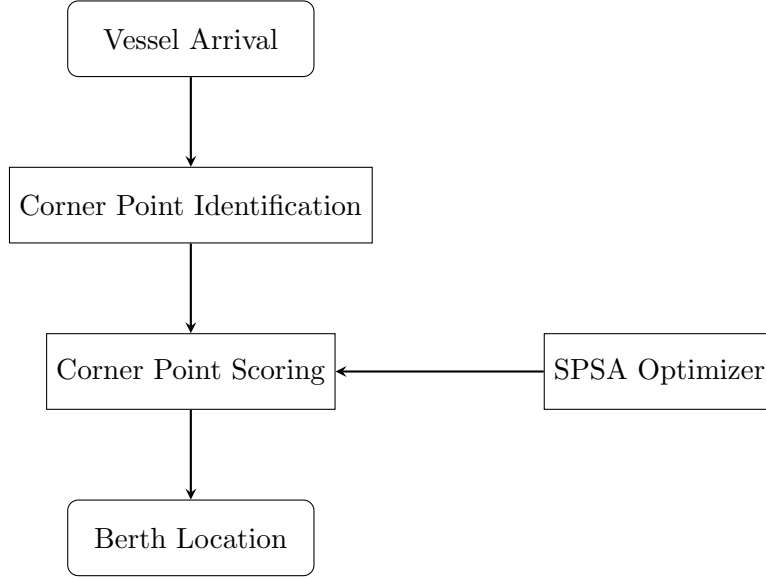 Vessel Arrival
Corner Point Identification
Corner Point Scoring
SPSA Optimizer
Berth Location